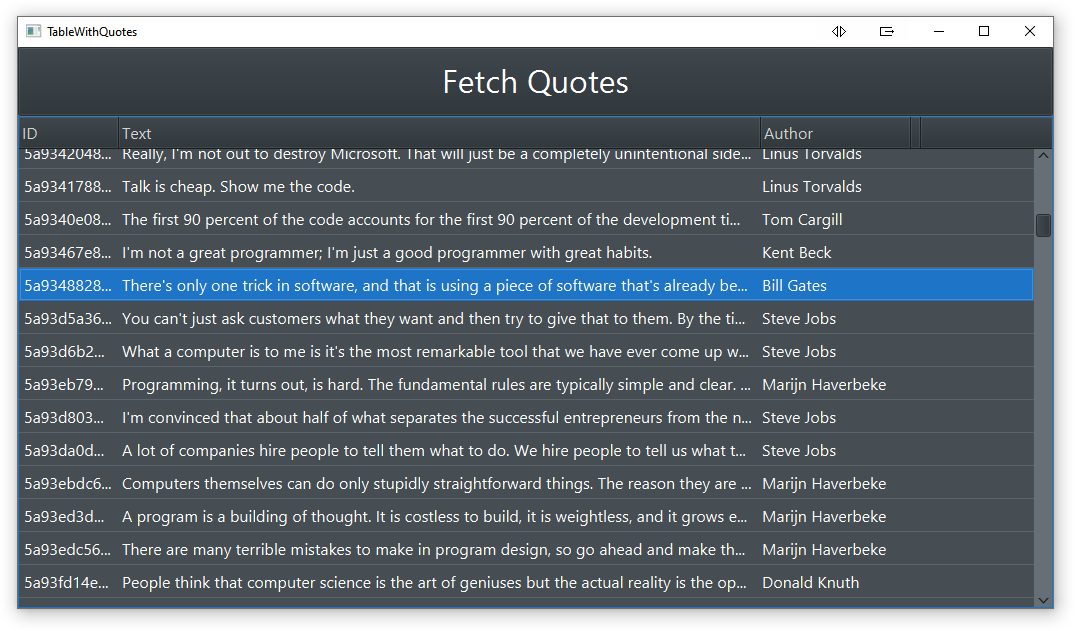 TableWithQuotes
Fetch Quotes
ID Text Author
5a9342048... Really, I'm not out to destroy Microsoft. That will just be a completely unintentional side... Linus Torvalds
5a9341788... Talk is cheap. Show me the code. Linus Torvalds
5a9340e08... The first 90 percent of the code accounts for the first 90 percent of the development ti... Tom Cargill
5a93467e8... I'm not a great programmer; I'm just a good programmer with great habits. Kent Beck
5a9348828... There's only one trick in software, and that is using a piece of software that's already be... Bill Gates
5a93d5a36... You can't just ask customers what they want and then try to give that to them. By the ti... Steve Jobs
5a93d6b2... What a computer is to me is it's the most remarkable tool that we have ever come up w... Steve Jobs
5a93eb79... Programming, it turns out, is hard. The fundamental rules are typically simple and clear. ... Marijn Haverbeke
5a93d803... I'm convinced that about half of what separates the successful entrepreneurs from the n... Steve Jobs
5a93da0d... A lot of companies hire people to tell them what to do. We hire people to tell us what t... Steve Jobs
5a93ebdc6... Computers themselves can do only stupidly straightforward things. The reason they are ... Marijn Haverbeke
5a93ed3d... A program is a building of thought. It is costless to build, it is weightless, and it grows e... Marijn Haverbeke
5a93edc56... There are many terrible mistakes to make in program design, so go ahead and make th... Marijn Haverbeke
5a93fd14e... People think that computer science is the art of geniuses but the actual reality is the op... Donald Knuth